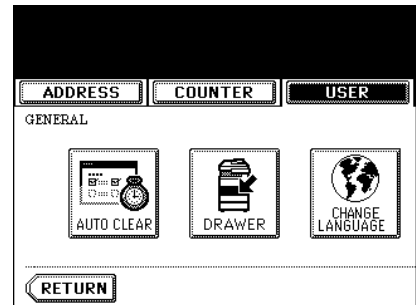 ADDRESS COUNTER USER
GENERAL
AUTO CLEAR
DRAWER
CHANGE
LANGUAGE
RETURN